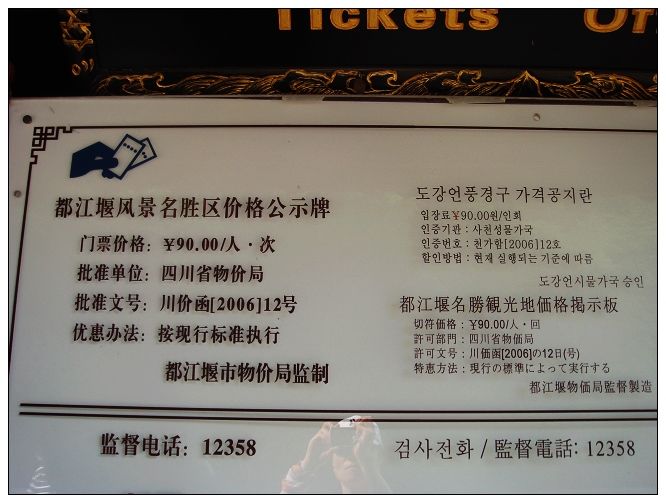 Tickets
都江堰风景名胜区价格公示牌
门票价格：￥90.00/人·次
批准单位：四川省物价局
批准文号：川价函[2006]12号
优惠办法：按现行标准执行
都江堰市物价局监制
도강언풍경구 가격공지란
입장료￥90.00원/인회
인증기관 : 사천성물가국
인증번호 : 천가함[2006]12호
할인방법 : 현재 실행되는 기준에 따름
도강언시물가국 승인
都江堰名勝観光地価格掲示板
切符価格：￥90.00/人・回
許可部門：四川省物価局
許可文号：川価函[2006]の12日(号)
特恵方法：現行の標準によって実行する
都江堰物価局監督製造
监督电话：12358
검사전화 / 監督電話: 12358